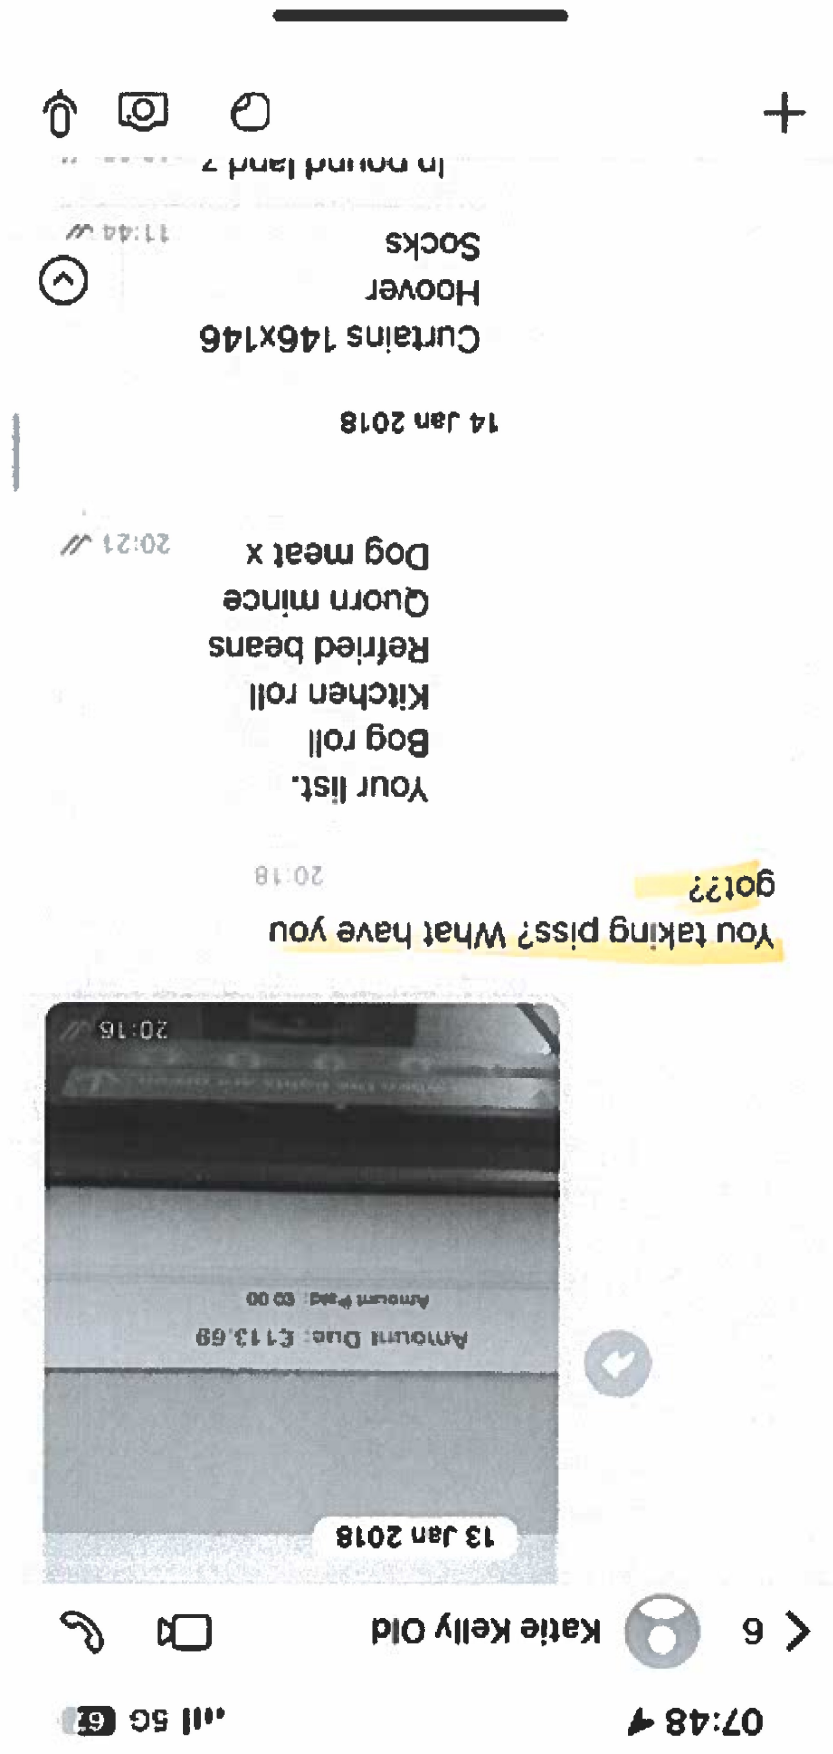 07:48
5G 67
6
Katie Kelly Old
13 Jan 2018
Amount Due: £113.69
Amount Paid: £0.00
20:16
You taking piss? What have you
got??
20:18
Your list.
Bog roll
Kitchen roll
Refried beans
Quorn mince
Dog meat x
20:21
14 Jan 2018
Curtains 146x146
Hoover
Socks
11:44
In pound land